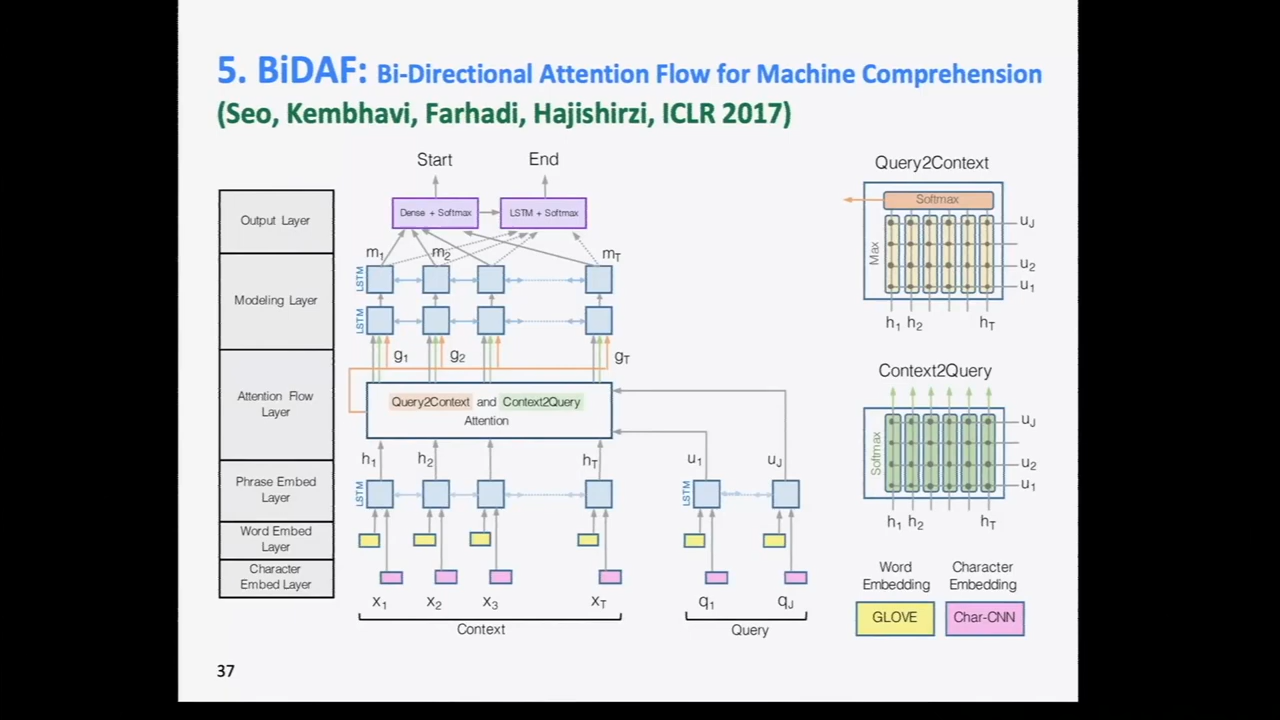 5. BiDAF: Bi-Directional Attention Flow for Machine Comprehension
(Seo, Kembhavi, Farhadi, Hajishirzi, ICLR 2017)
Start End
Output Layer
Dense + Softmax LSTM + Softmax
m1 m2 mT
Modeling Layer
LSTM
LSTM
g1 g2 gT
Attention Flow
Layer
Query2Context and Context2Query
Attention
h1 h2 hT u1 uJ
Phrase Embed
Layer
LSTM LSTM
Word Embed
Layer
Character
Embed Layer
x1 x2 x3 xT q1 qJ
Context Query
Query2Context
Softmax
Max
uJ
u2
u1
h1 h2 hT
Context2Query
Softmax
uJ
u2
u1
h1 h2 hT
Word
Embedding
Character
Embedding
GLOVE Char-CNN
37